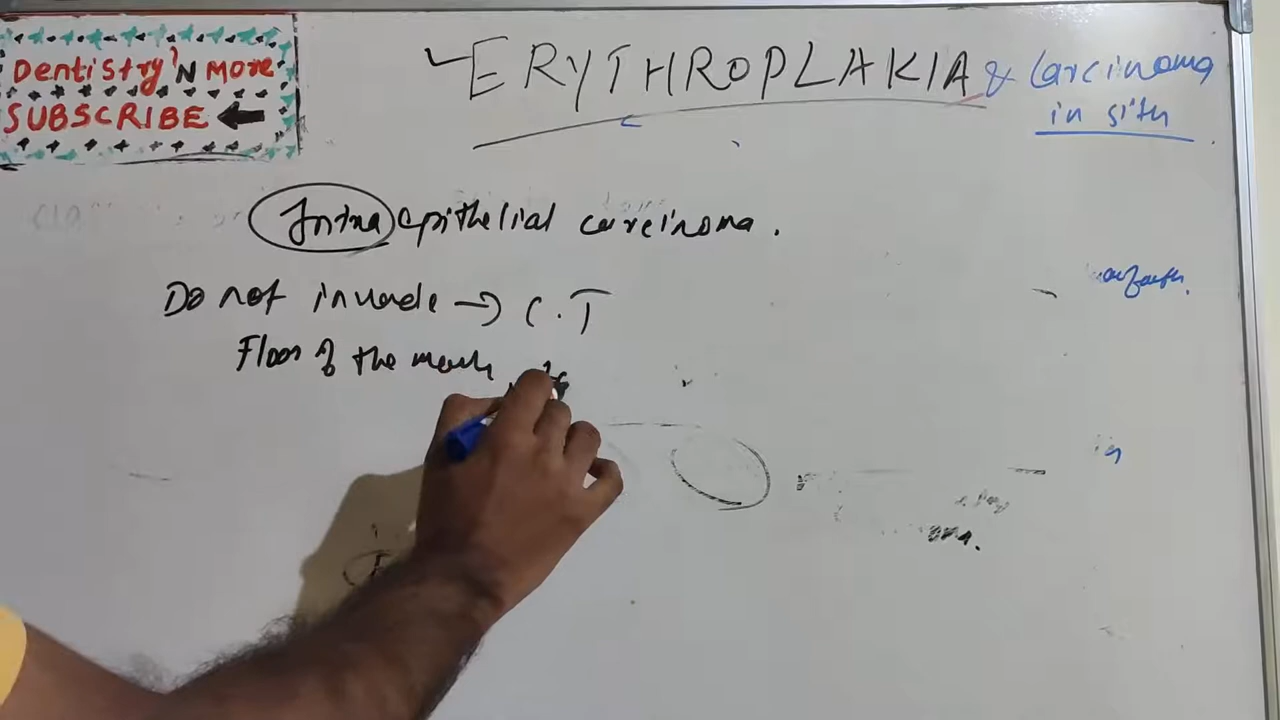 Dentistry'N More
SUBSCRIBE
ERYTHROPLAKIA & Carcinoma
in situ
Intra epithelial carcinoma.
Do not invade → C.T
Floor of the mouth